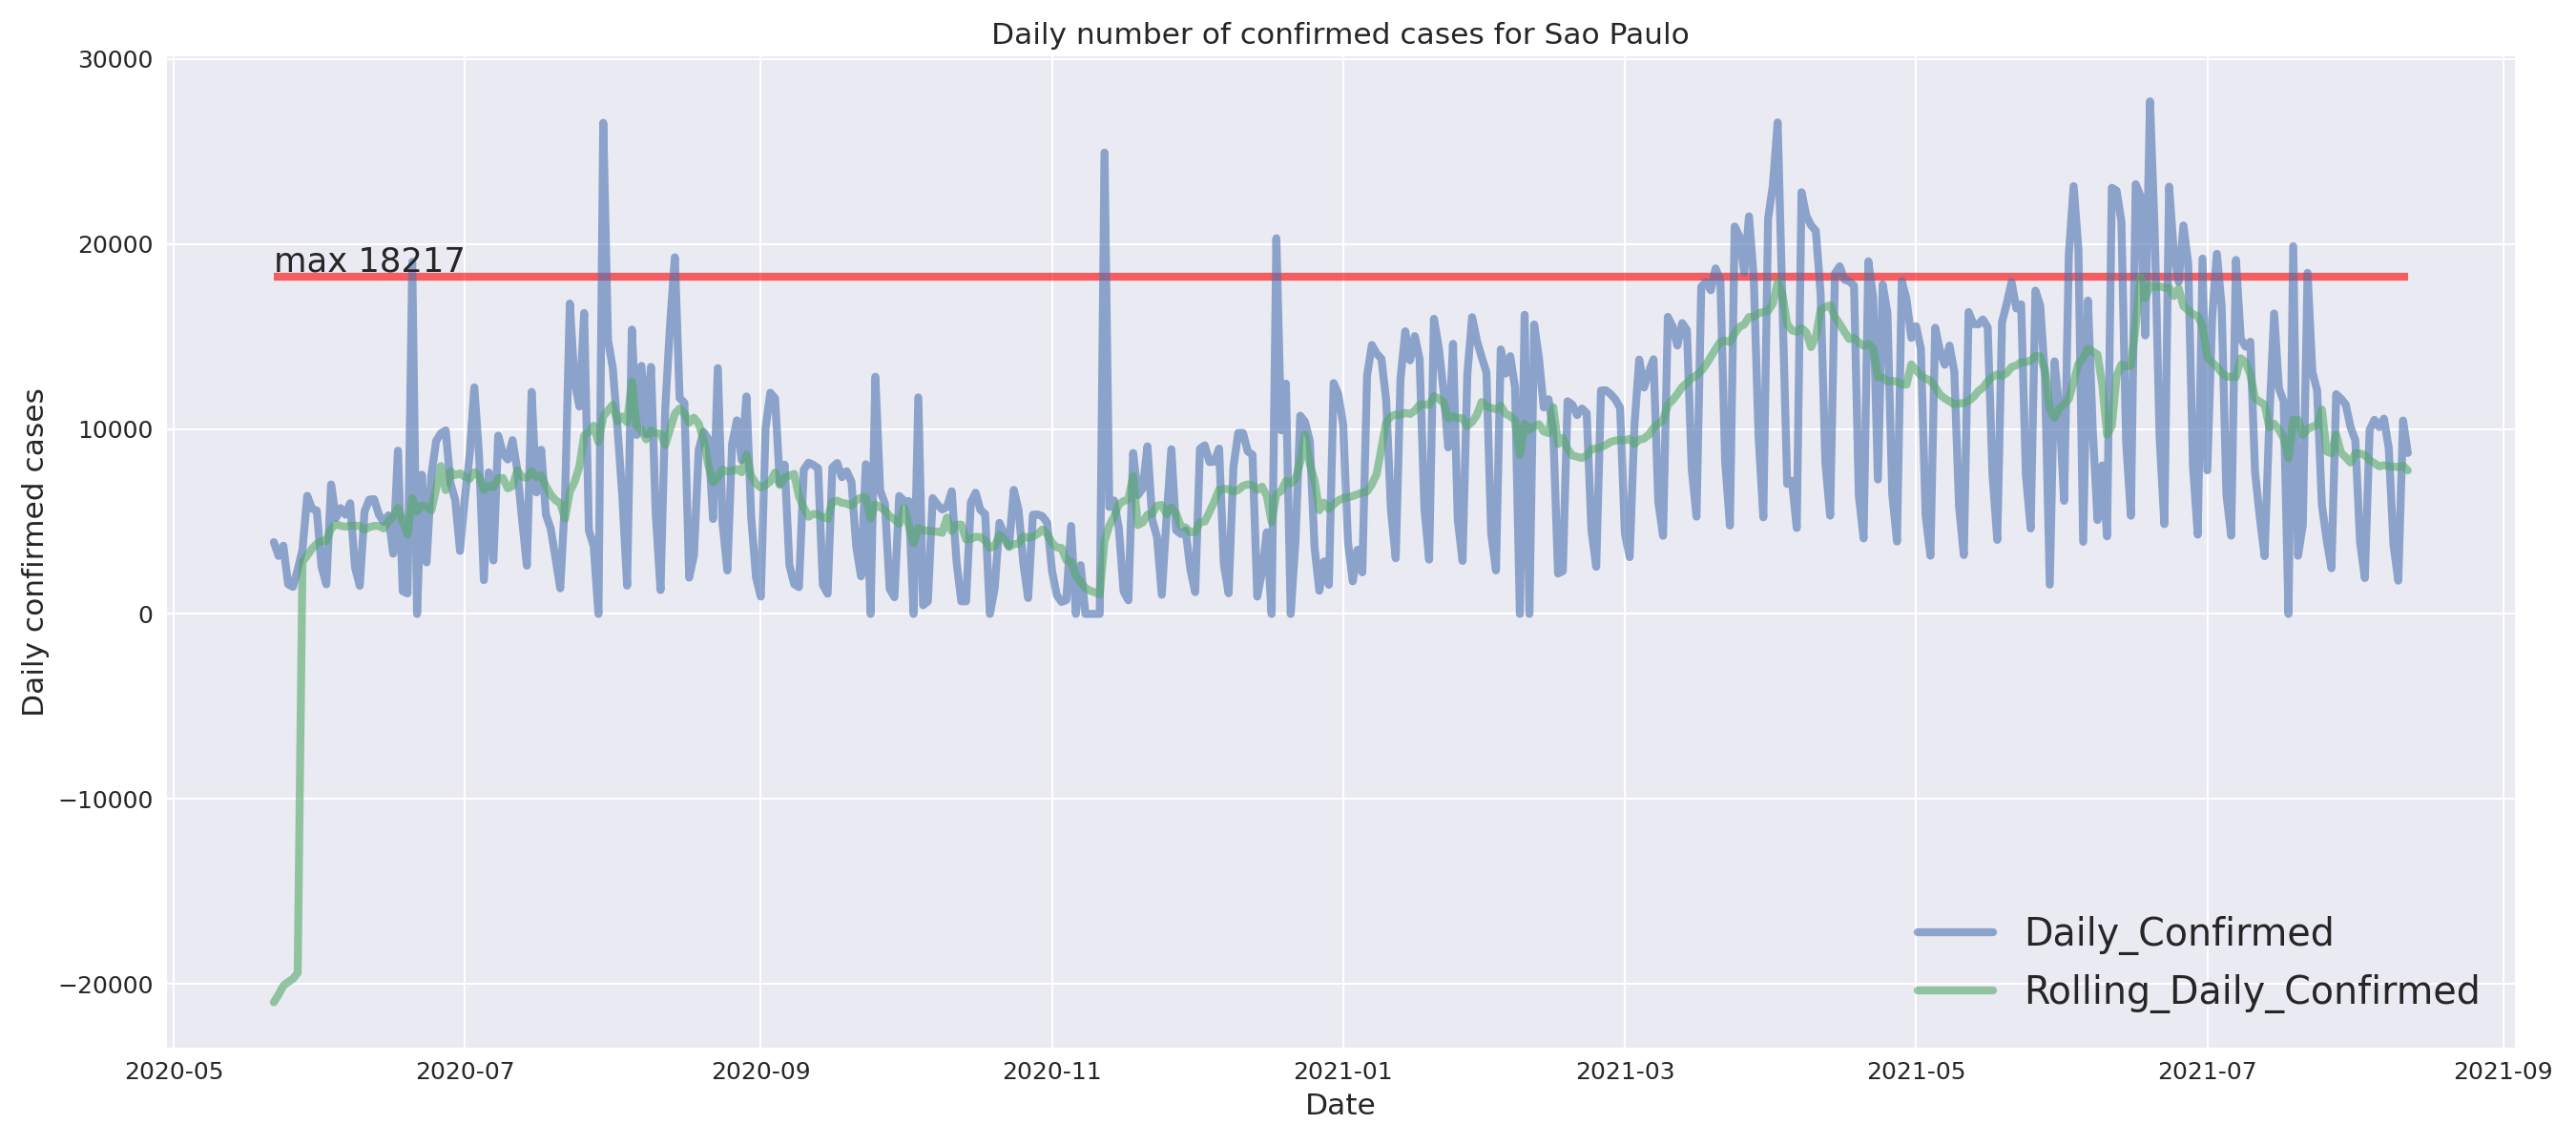 Daily number of confirmed cases for Sao Paulo
30000
20000
10000
0
−10000
−20000
Daily confirmed cases
max 18217
Daily_Confirmed
Rolling_Daily_Confirmed
2020-05 2020-07 2020-09 2020-11 2021-01 2021-03 2021-05 2021-07 2021-09
Date